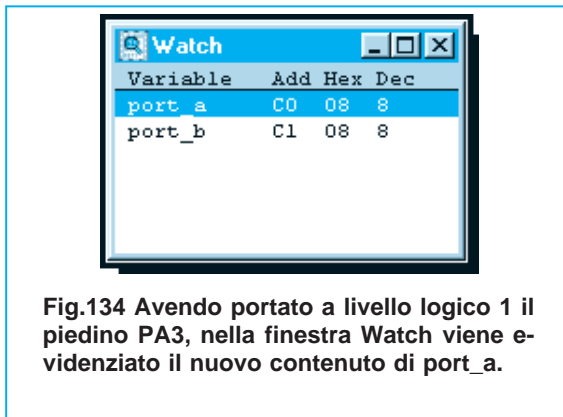 Watch
Variable Add Hex Dec
port_a C0 08 8
port_b C1 08 8
Fig.134 Avendo portato a livello logico 1 il
piedino PA3, nella finestra Watch viene e-
videnziato il nuovo contenuto di port_a.